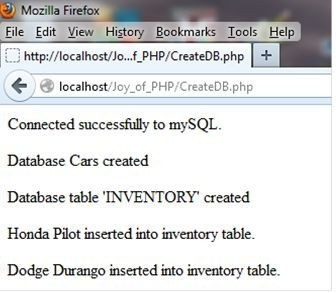 Mozilla Firefox
File Edit View History Bookmarks Tools Help
http://localhost/Jo...f_PHP/CreateDB.php +
localhost/Joy_of_PHP/CreateDB.php
Connected successfully to mySQL.
Database Cars created
Database table 'INVENTORY' created
Honda Pilot inserted into inventory table.
Dodge Durango inserted into inventory table.